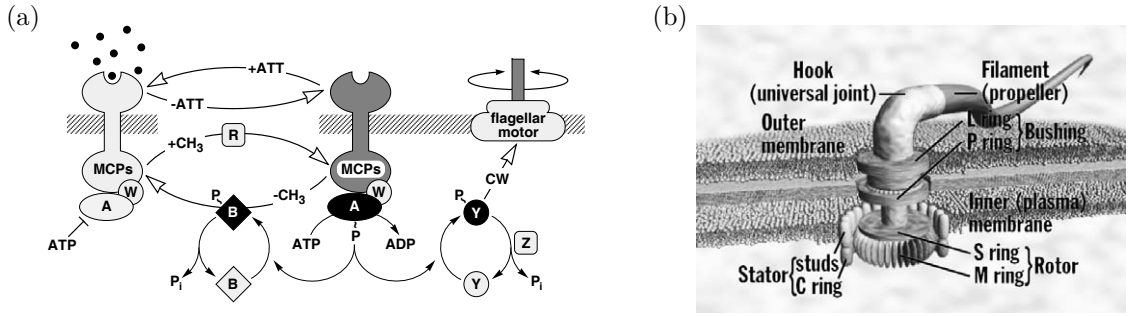 (a)
+ATT
-ATT
flagellar
motor
+CH3
R
MCPs
MCPs
CW
W
W
-CH3
P
P
A
B
A
Y
ATP
ATP
P
ADP
Z
Pi
B
Y
Pi
(b)
Hook
(universal joint)
Filament
(propeller)
Outer
membrane
L ring
P ring
Bushing
Inner (plasma)
membrane
Stator
studs
C ring
S ring
M ring
Rotor